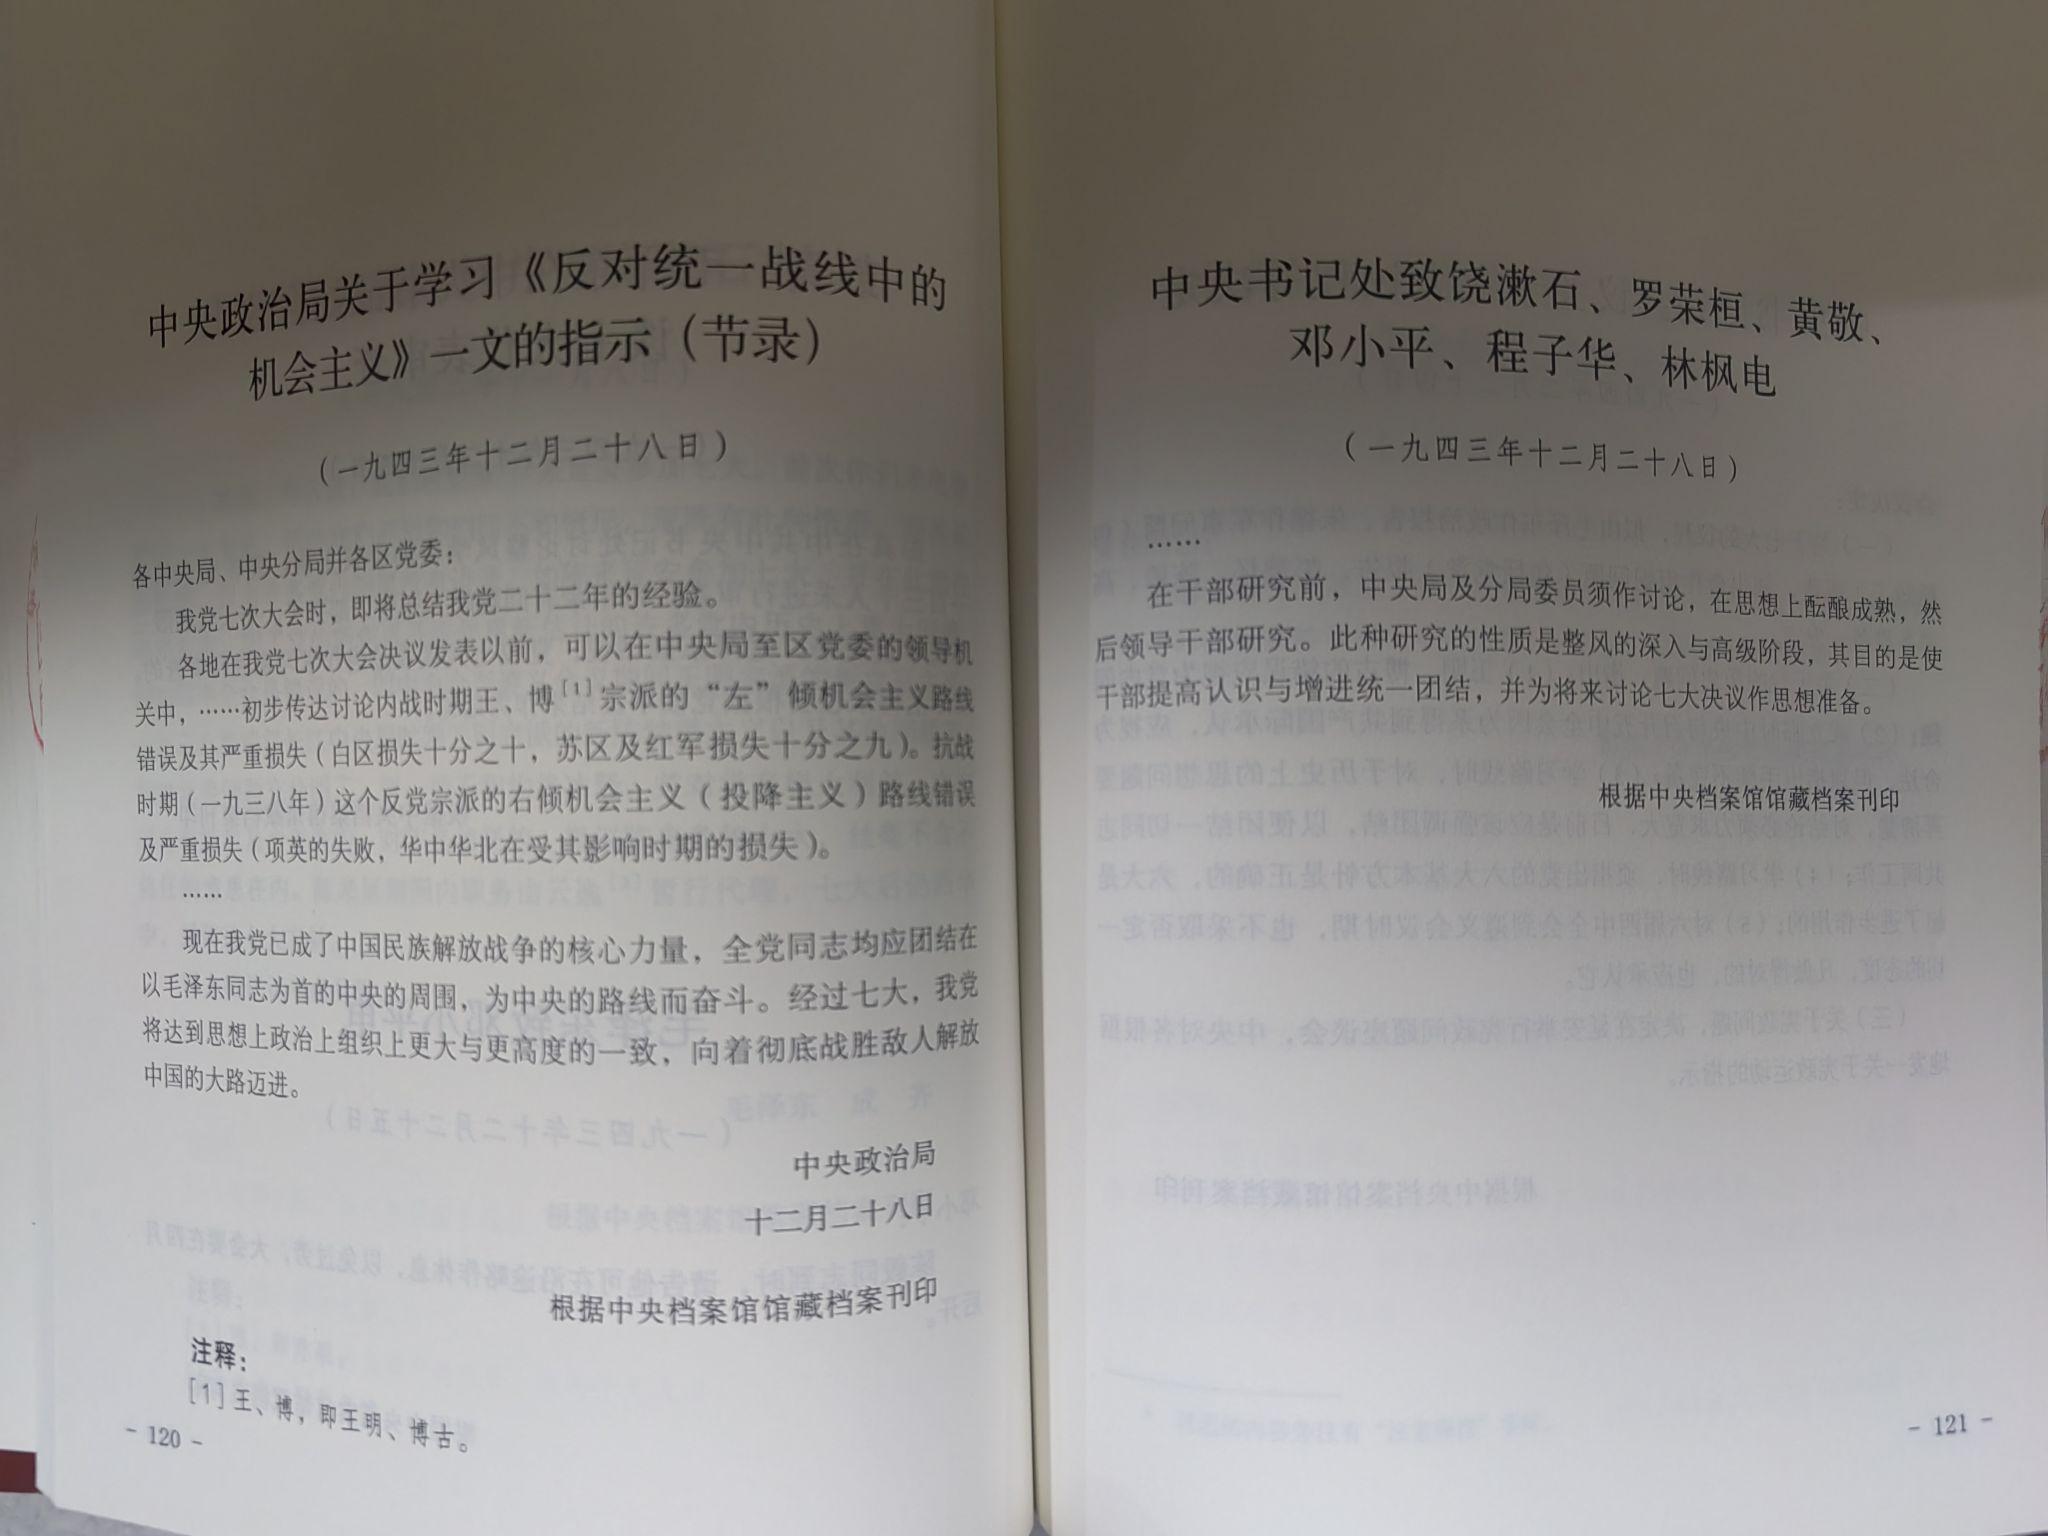 中央政治局关于学习《反对统一战线中的
机会主义》一文的指示（节录）
（一九四三年十二月二十八日）
各中央局、中央分局并各区党委：
我党七次大会时，即将总结我党二十二年的经验。
各地在我党七次大会决议发表以前，可以在中央局至区党委的领导机
关中，……初步传达讨论内战时期王、博[1]宗派的“左”倾机会主义路线
错误及其严重损失（白区损失十分之十，苏区及红军损失十分之九）。抗战
时期（一九三八年）这个反党宗派的右倾机会主义（投降主义）路线错误
及严重损失（项英的失败，华中华北在受其影响时期的损失）。
……
现在我党已成了中国民族解放战争的核心力量，全党同志均应团结在
以毛泽东同志为首的中央的周围，为中央的路线而奋斗。经过七大，我党
将达到思想上政治上组织上更大与更高度的一致，向着彻底战胜敌人解放
中国的大路迈进。
中央政治局
十二月二十八日
根据中央档案馆馆藏档案刊印
注释：
[1]王、博，即王明、博古。
- 120 -
中央书记处致饶漱石、罗荣桓、黄敬、
邓小平、程子华、林枫电
（一九四三年十二月二十八日）
……
在干部研究前，中央局及分局委员须作讨论，在思想上酝酿成熟，然
后领导干部研究。此种研究的性质是整风的深入与高级阶段，其目的是使
干部提高认识与增进统一团结，并为将来讨论七大决议作思想准备。
根据中央档案馆馆藏档案刊印
- 121 -